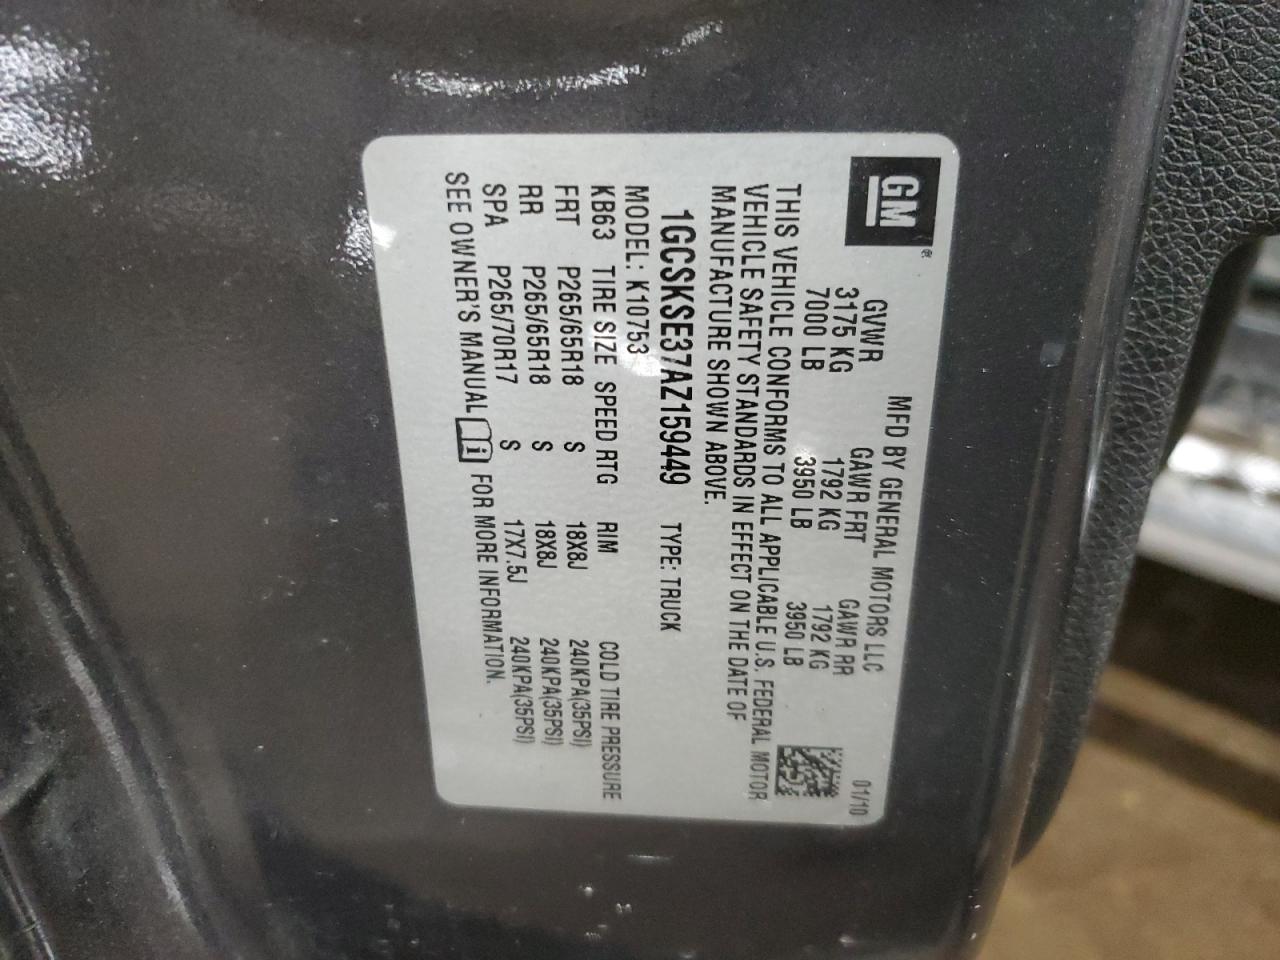 GM®
MFD BY GENERAL MOTORS LLC 01/10
GVWR GAWR FRT GAWR RR
3175 KG 1792 KG 1792 KG
7000 LB 3950 LB 3950 LB
THIS VEHICLE CONFORMS TO ALL APPLICABLE U.S. FEDERAL MOTOR
VEHICLE SAFETY STANDARDS IN EFFECT ON THE DATE OF
MANUFACTURE SHOWN ABOVE.
1GCSKSE37AZ159449 TYPE: TRUCK
MODEL: K10753
KB63 TIRE SIZE SPEED RTG RIM COLD TIRE PRESSURE
FRT P265/65R18 S 18X8J 240KPA(35PSI)
RR P265/65R18 S 18X8J 240KPA(35PSI)
SPA P265/70R17 S 17X7.5J 240KPA(35PSI)
SEE OWNER'S MANUAL i FOR MORE INFORMATION.